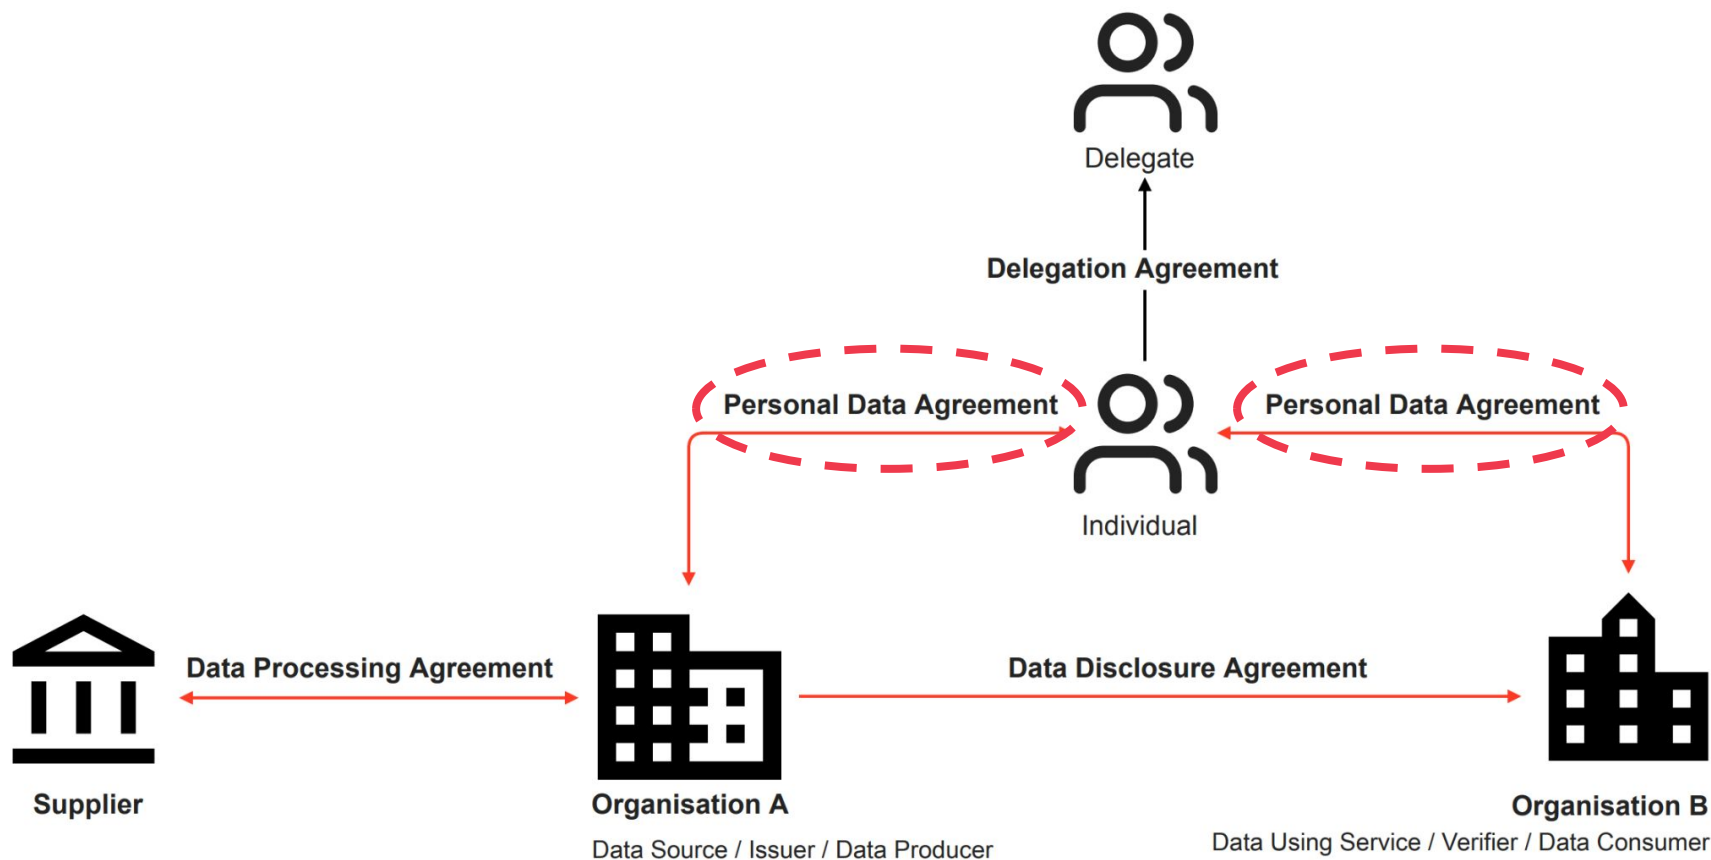 Delegate
Delegation Agreement
Personal Data Agreement
Personal Data Agreement
Individual
Data Processing Agreement
Data Disclosure Agreement
Supplier
Organisation A
Organisation B
Data Source / Issuer / Data Producer
Data Using Service / Verifier / Data Consumer